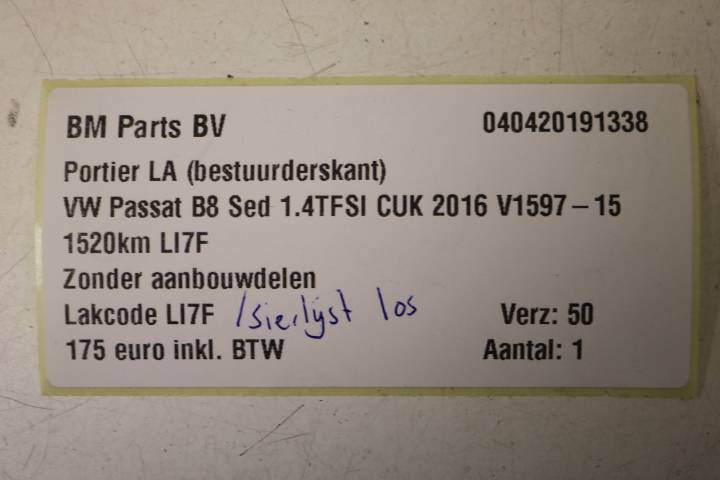 BM Parts BV 040420191338
Portier LA (bestuurderskant)
VW Passat B8 Sed 1.4TFSI CUK 2016 V1597-15
1520km LI7F
Zonder aanbouwdelen
Lakcode LI7F /sierlijst los Verz: 50
175 euro inkl. BTW Aantal: 1